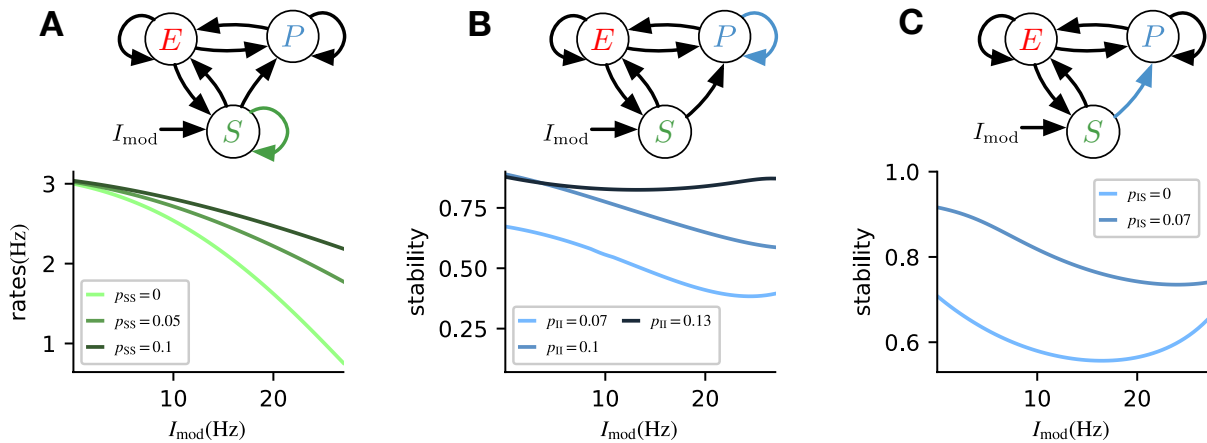 A
E
P
S
I_mod
rates(Hz)
3
2
1
p_SS = 0
p_SS = 0.05
p_SS = 0.1
10
20
I_mod(Hz)
B
E
P
S
stability
0.75
0.50
0.25
p_II = 0.07
p_II = 0.13
p_II = 0.1
10
20
I_mod(Hz)
C
E
P
I_mod
S
stability
1.0
0.8
0.6
p_IS = 0
p_IS = 0.07
10
20
I_mod(Hz)
I_mod